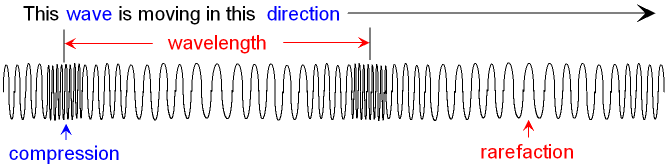 This wave is moving in this direction
wavelength
compression
rarefaction